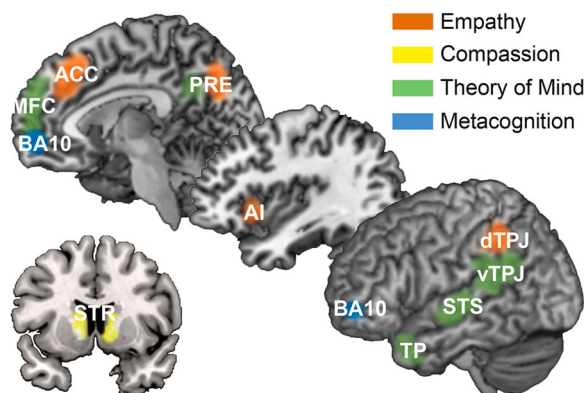 Empathy
Compassion
Theory of Mind
Metacognition
ACC
PRE
MFC
BA10
AI
dTPJ
vTPJ
BA10
STS
STR
TP